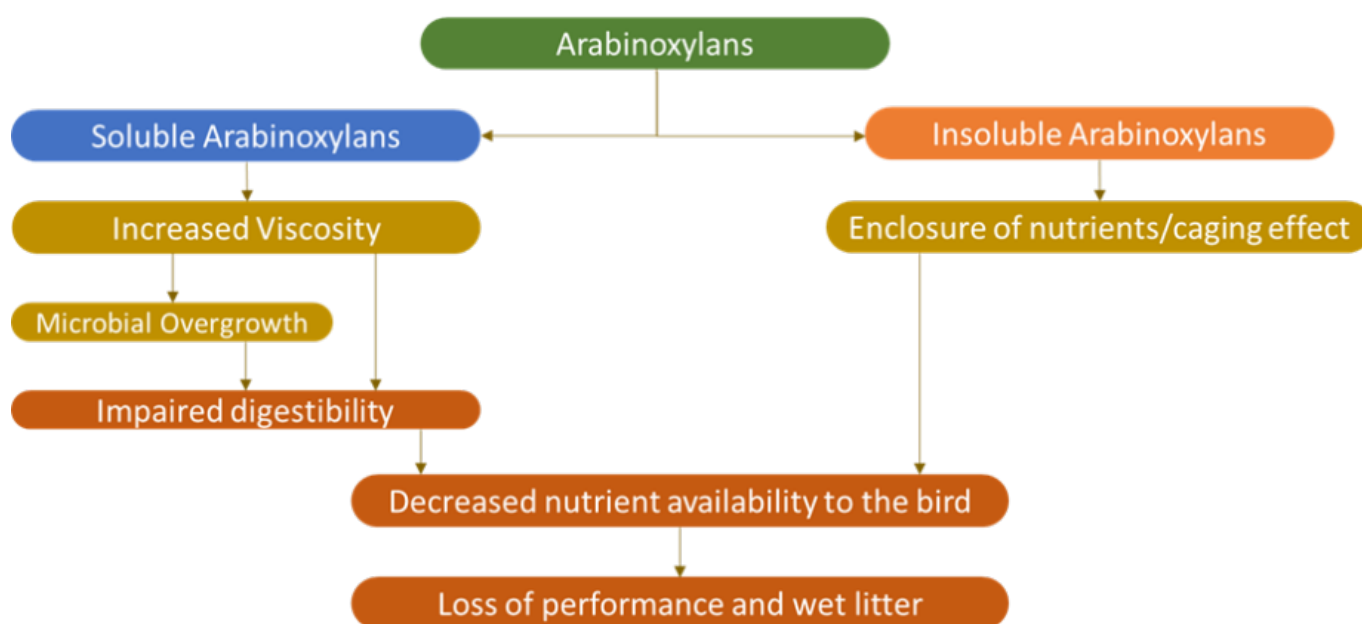 Arabinoxylans
Soluble Arabinoxylans
Insoluble Arabinoxylans
Increased Viscosity
Enclosure of nutrients/caging effect
Microbial Overgrowth
Impaired digestibility
Decreased nutrient availability to the bird
Loss of performance and wet litter